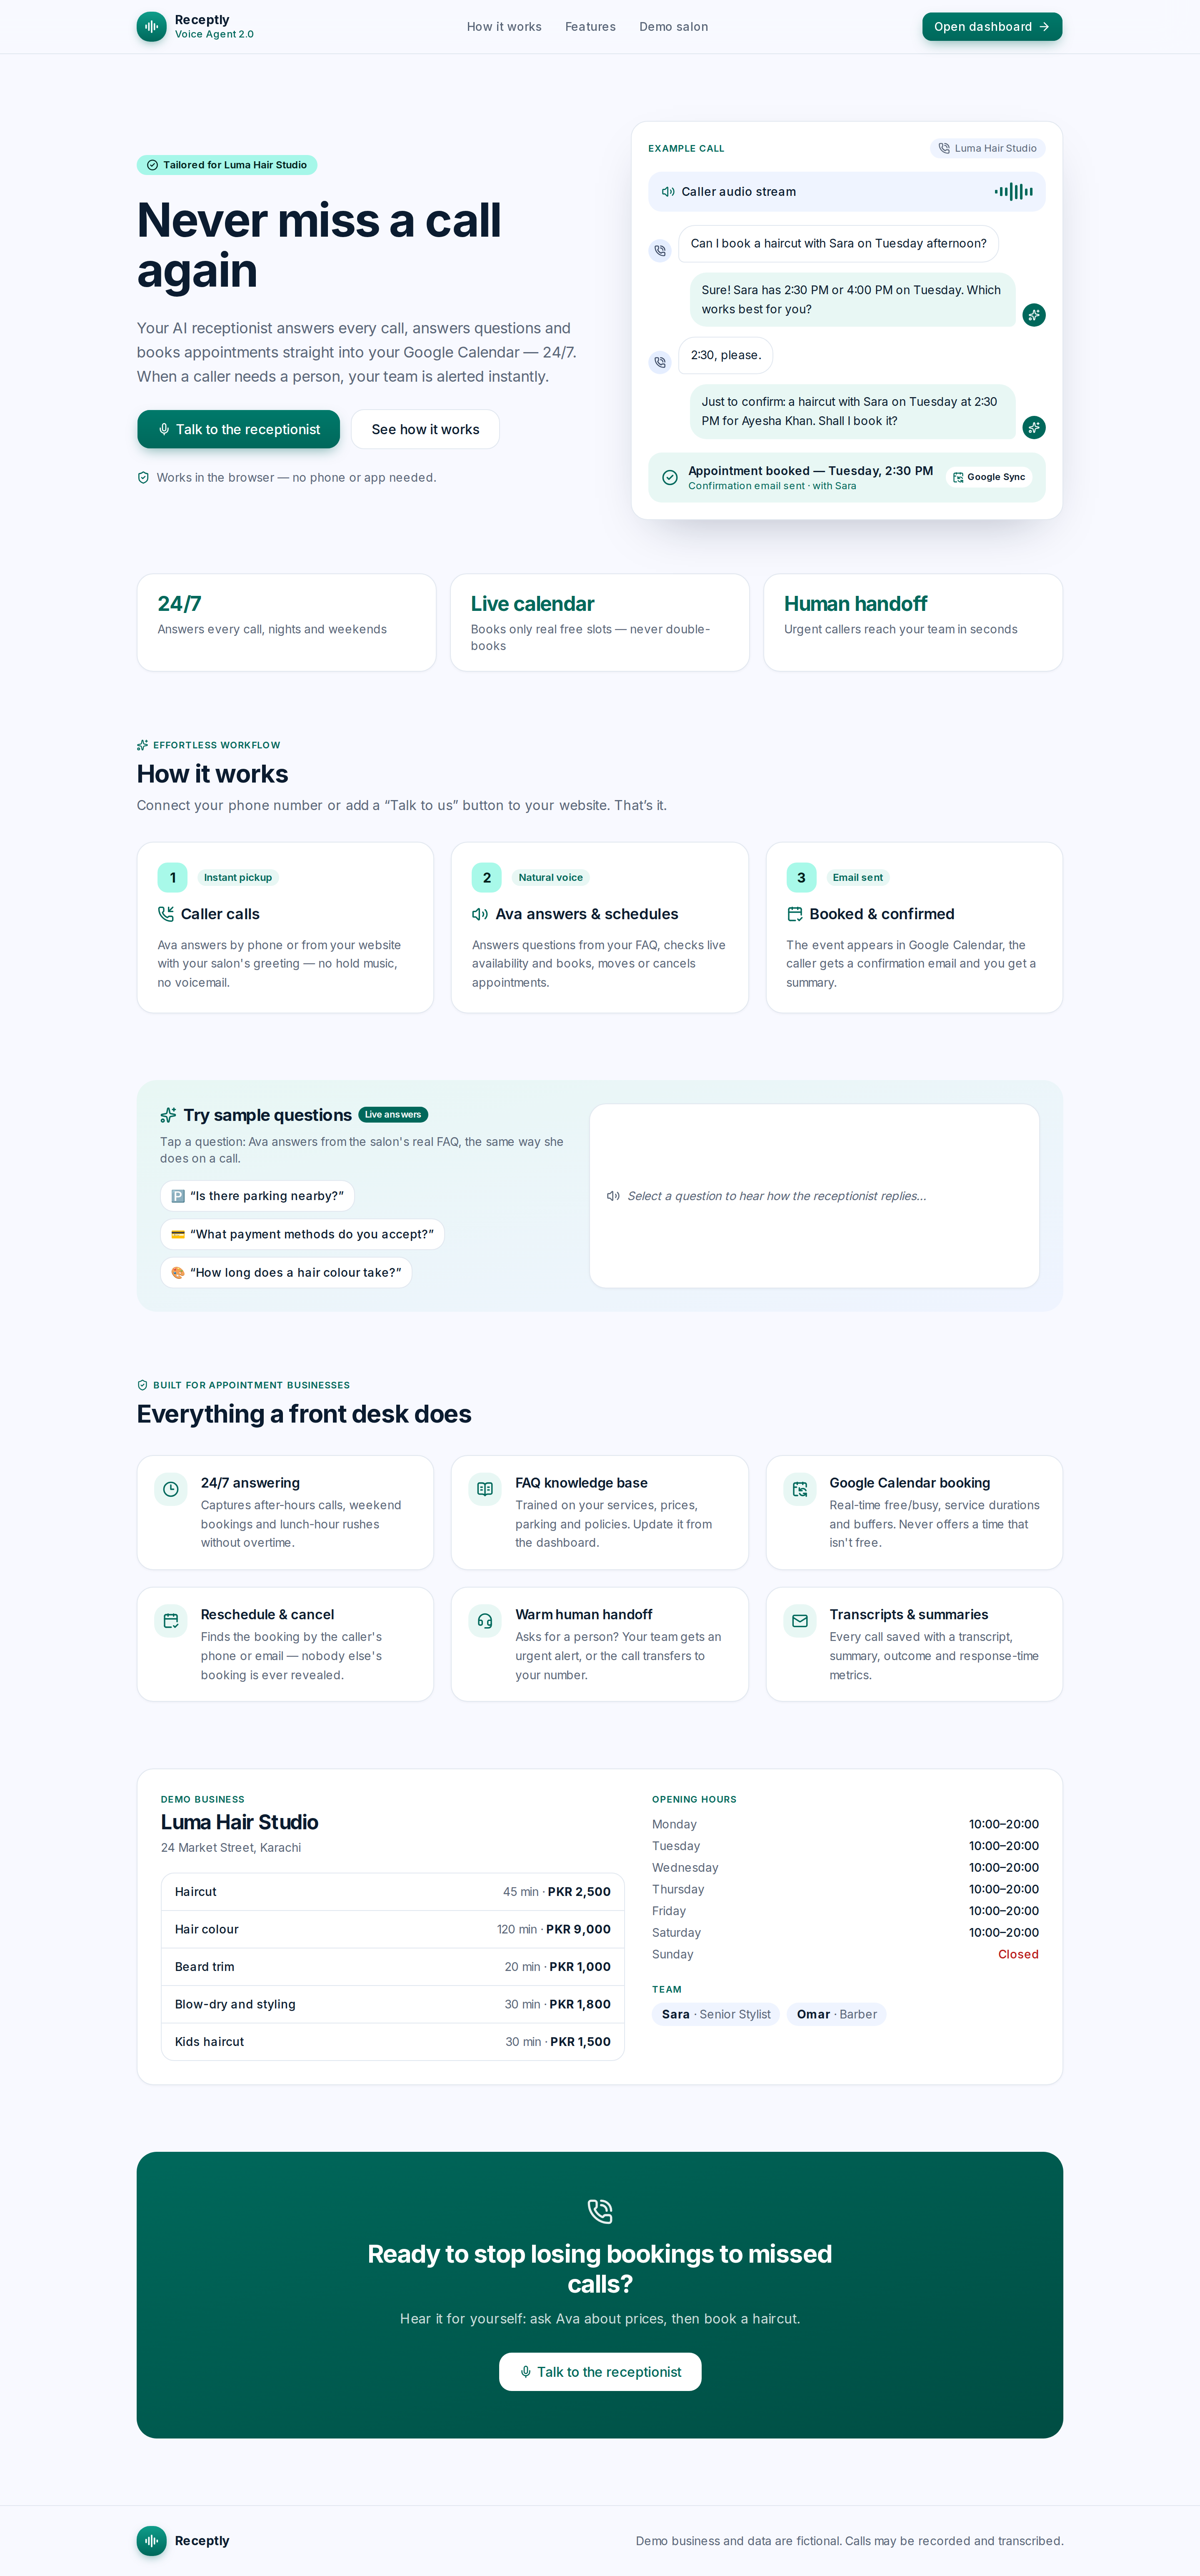 Receptly
Voice Agent 2.0
How it works
Features
Demo salon
Open dashboard
Tailored for Luma Hair Studio
Never miss a call
again
Your AI receptionist answers every call, answers questions and
books appointments straight into your Google Calendar — 24/7.
When a caller needs a person, your team is alerted instantly.
Talk to the receptionist
See how it works
Works in the browser — no phone or app needed.
EXAMPLE CALL
Luma Hair Studio
Caller audio stream
Can I book a haircut with Sara on Tuesday afternoon?
Sure! Sara has 2:30 PM or 4:00 PM on Tuesday. Which
works best for you?
2:30, please.
Just to confirm: a haircut with Sara on Tuesday at 2:30
PM for Ayesha Khan. Shall I book it?
Appointment booked — Tuesday, 2:30 PM
Confirmation email sent · with Sara
Google Sync
24/7
Answers every call, nights and weekends
Live calendar
Books only real free slots — never double-
books
Human handoff
Urgent callers reach your team in seconds
EFFORTLESS WORKFLOW
How it works
Connect your phone number or add a “Talk to us” button to your website. That’s it.
1
Instant pickup
Caller calls
Ava answers by phone or from your website
with your salon's greeting — no hold music,
no voicemail.
2
Natural voice
Ava answers & schedules
Answers questions from your FAQ, checks live
availability and books, moves or cancels
appointments.
3
Email sent
Booked & confirmed
The event appears in Google Calendar, the
caller gets a confirmation email and you get a
summary.
Try sample questions
Live answers
Tap a question: Ava answers from the salon's real FAQ, the same way she
does on a call.
🅿️ “Is there parking nearby?”
💳 “What payment methods do you accept?”
🎨 “How long does a hair colour take?”
Select a question to hear how the receptionist replies...
BUILT FOR APPOINTMENT BUSINESSES
Everything a front desk does
24/7 answering
Captures after-hours calls, weekend
bookings and lunch-hour rushes
without overtime.
FAQ knowledge base
Trained on your services, prices,
parking and policies. Update it from
the dashboard.
Google Calendar booking
Real-time free/busy, service durations
and buffers. Never offers a time that
isn't free.
Reschedule & cancel
Finds the booking by the caller's
phone or email — nobody else's
booking is ever revealed.
Warm human handoff
Asks for a person? Your team gets an
urgent alert, or the call transfers to
your number.
Transcripts & summaries
Every call saved with a transcript,
summary, outcome and response-time
metrics.
DEMO BUSINESS
Luma Hair Studio
24 Market Street, Karachi
Haircut 45 min · PKR 2,500
Hair colour 120 min · PKR 9,000
Beard trim 20 min · PKR 1,000
Blow-dry and styling 30 min · PKR 1,800
Kids haircut 30 min · PKR 1,500
OPENING HOURS
Monday 10:00–20:00
Tuesday 10:00–20:00
Wednesday 10:00–20:00
Thursday 10:00–20:00
Friday 10:00–20:00
Saturday 10:00–20:00
Sunday Closed
TEAM
Sara · Senior Stylist
Omar · Barber
Ready to stop losing bookings to missed
calls?
Hear it for yourself: ask Ava about prices, then book a haircut.
Talk to the receptionist
Receptly
Demo business and data are fictional. Calls may be recorded and transcribed.